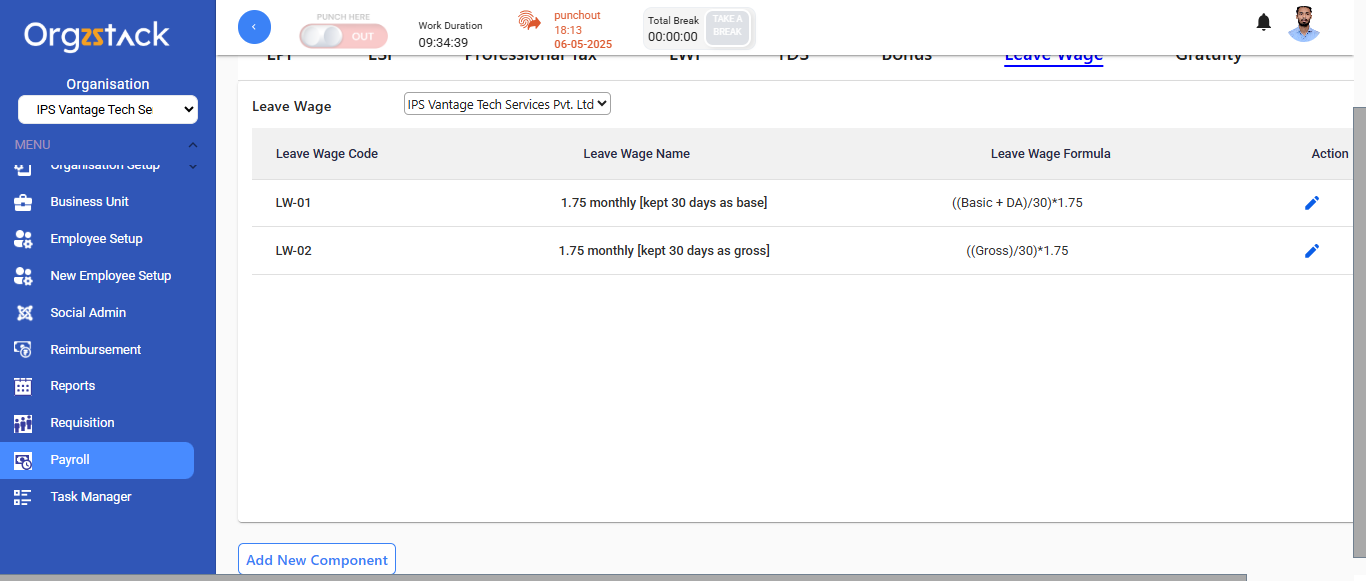 Orgzstack
Organisation
IPS Vantage Tech Se
MENU
Organisation Setup
Business Unit
Employee Setup
New Employee Setup
Social Admin
Reimbursement
Reports
Requisition
Payroll
Task Manager
PUNCH HERE
OUT
Work Duration
09:34:39
punchout
18:13
06-05-2025
Total Break
00:00:00
TAKE A
BREAK
EPF ESI Professional Tax LWF TDS Bonus Leave Wage Gratuity
Leave Wage IPS Vantage Tech Services Pvt. Ltd
Leave Wage Code Leave Wage Name Leave Wage Formula Action
LW-01 1.75 monthly [kept 30 days as base] ((Basic + DA)/30)*1.75
LW-02 1.75 monthly [kept 30 days as gross] ((Gross)/30)*1.75
Add New Component